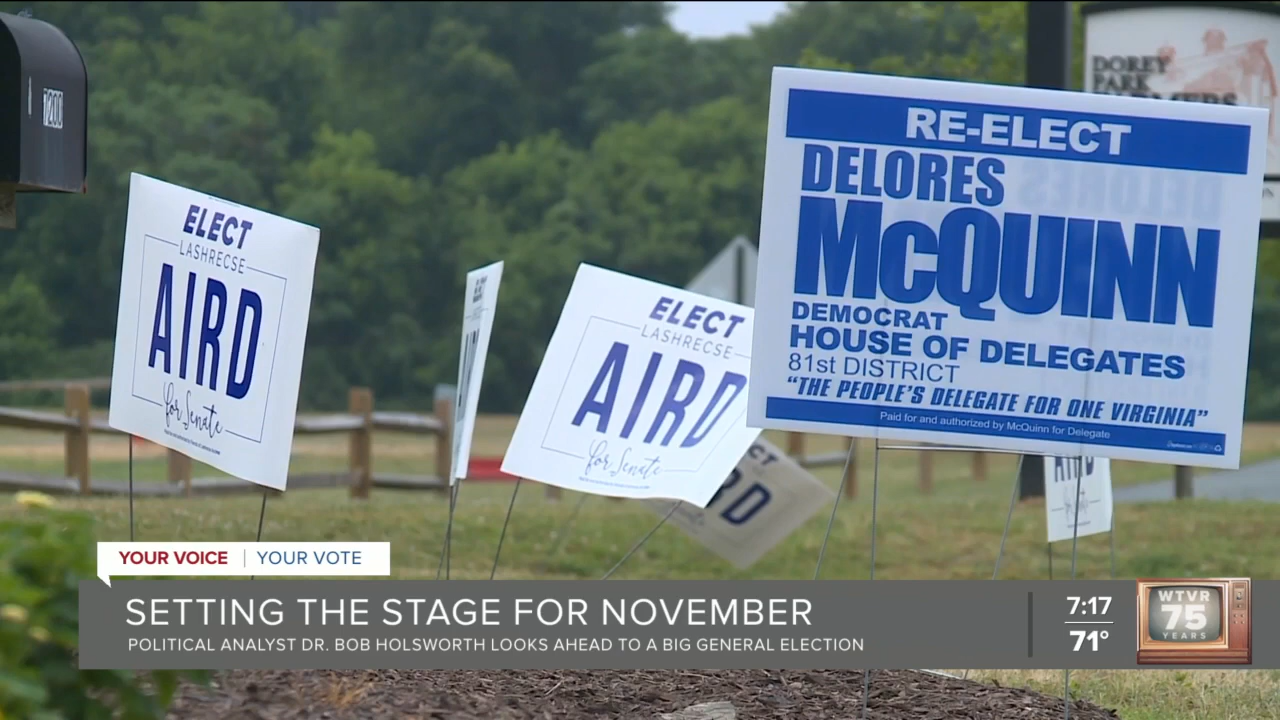 1200
DOREY
PARK
ELECT
LASHRECSE
AIRD
for Senate
ELECT
LASHRECSE
AIRD
for Senate
RE-ELECT
DELORES
McQUINN
DEMOCRAT
HOUSE OF DELEGATES
81st DISTRICT
"THE PEOPLE'S DELEGATE FOR ONE VIRGINIA"
Paid for and authorized by McQuinn for Delegate
YOUR VOICE | YOUR VOTE
SETTING THE STAGE FOR NOVEMBER
POLITICAL ANALYST DR. BOB HOLSWORTH LOOKS AHEAD TO A BIG GENERAL ELECTION
7:17
71°
WTVR
75
YEARS